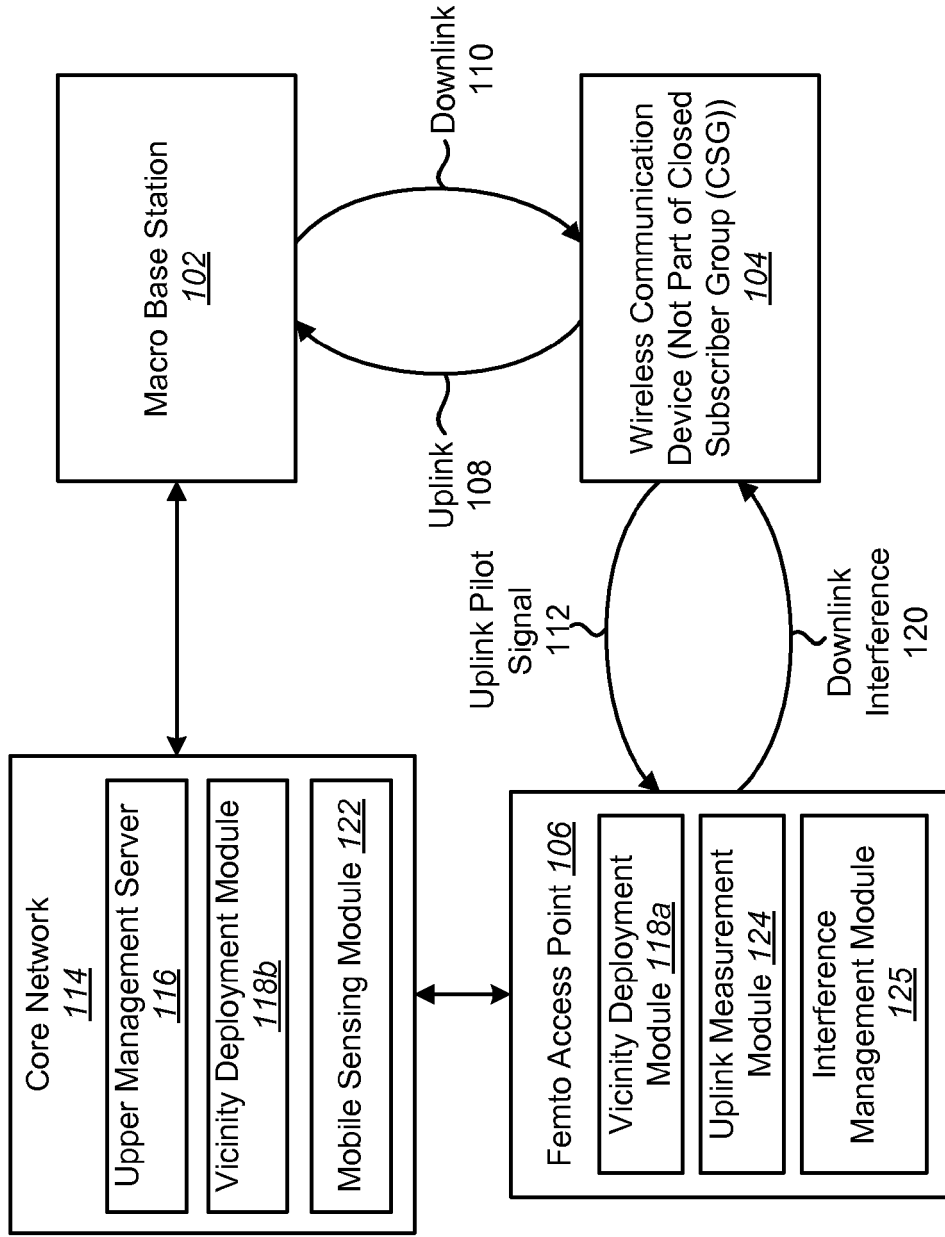 Core Network
114
Upper Management Server
116
Vicinity Deployment Module
118b
Mobile Sensing Module 122
Macro Base Station
102
Uplink
108
Downlink
110
Femto Access Point 106
Vicinity Deployment
Module 118a
Uplink Measurement
Module 124
Interference
Management Module
125
Uplink Pilot
Signal
112
Downlink
Interference
120
Wireless Communication
Device (Not Part of Closed
Subscriber Group (CSG))
104